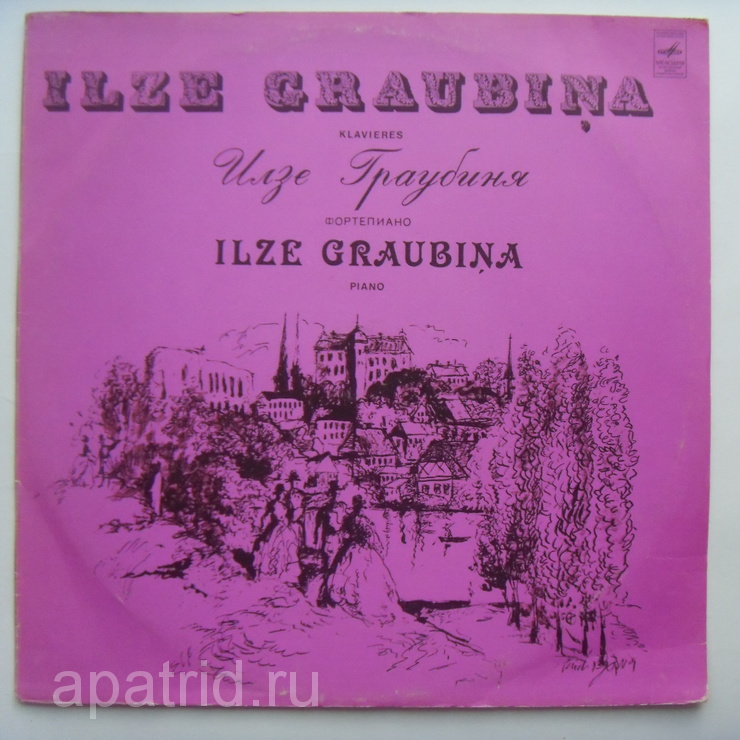 ILZE GRAUBIŅA
KLAVIERES
Илзе Граубиня
ФОРТЕПИАНО
ILZE GRAUBIŅA
PIANO
apatrid.ru